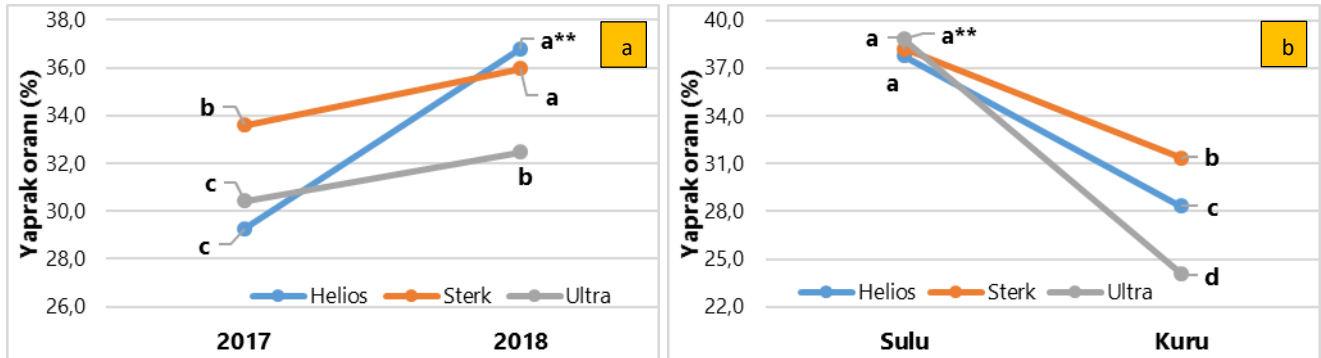 Yaprak oranı (%)
38,0
36,0
34,0
32,0
30,0
28,0
26,0
a**
a
b
b
c
c
a
Helios Sterk Ultra
2017 2018
Yaprak oranı (%)
40,0
37,0
34,0
31,0
28,0
25,0
22,0
a a**
a
b
c
d
b
Helios Sterk Ultra
Sulu Kuru